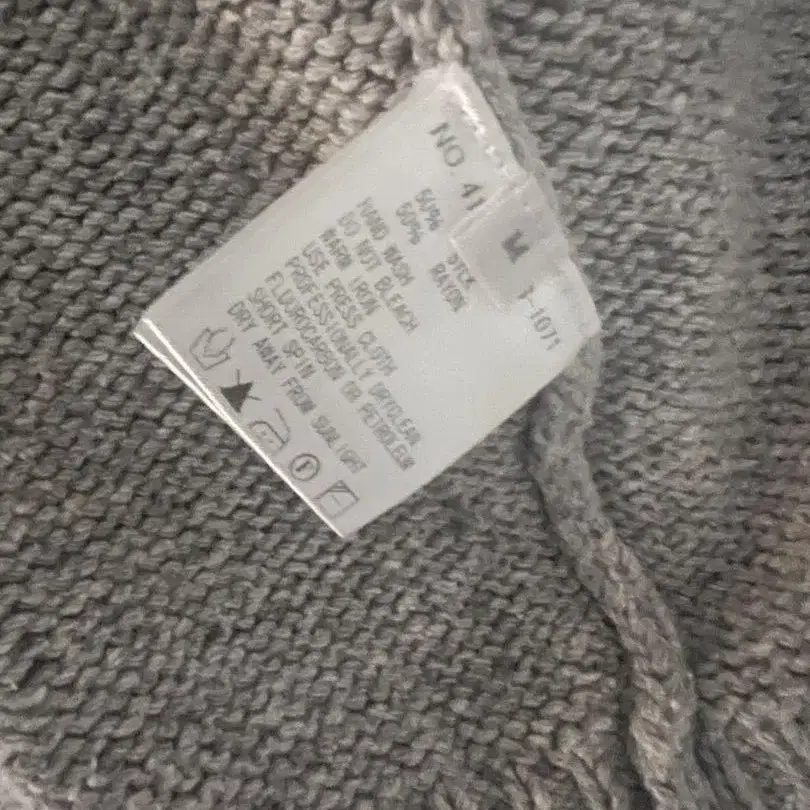 NO. 41
M
-1071
50%
50% RAYON
HAND WASH
DO NOT BLEACH
WARM IRON
USE PRESS CLOTH
PROFESSIONALLY DRYCLEAN
FLUOROCARBON OR PETROLEUM
SHORT SPIN
DRY AWAY FROM SUNLIGHT